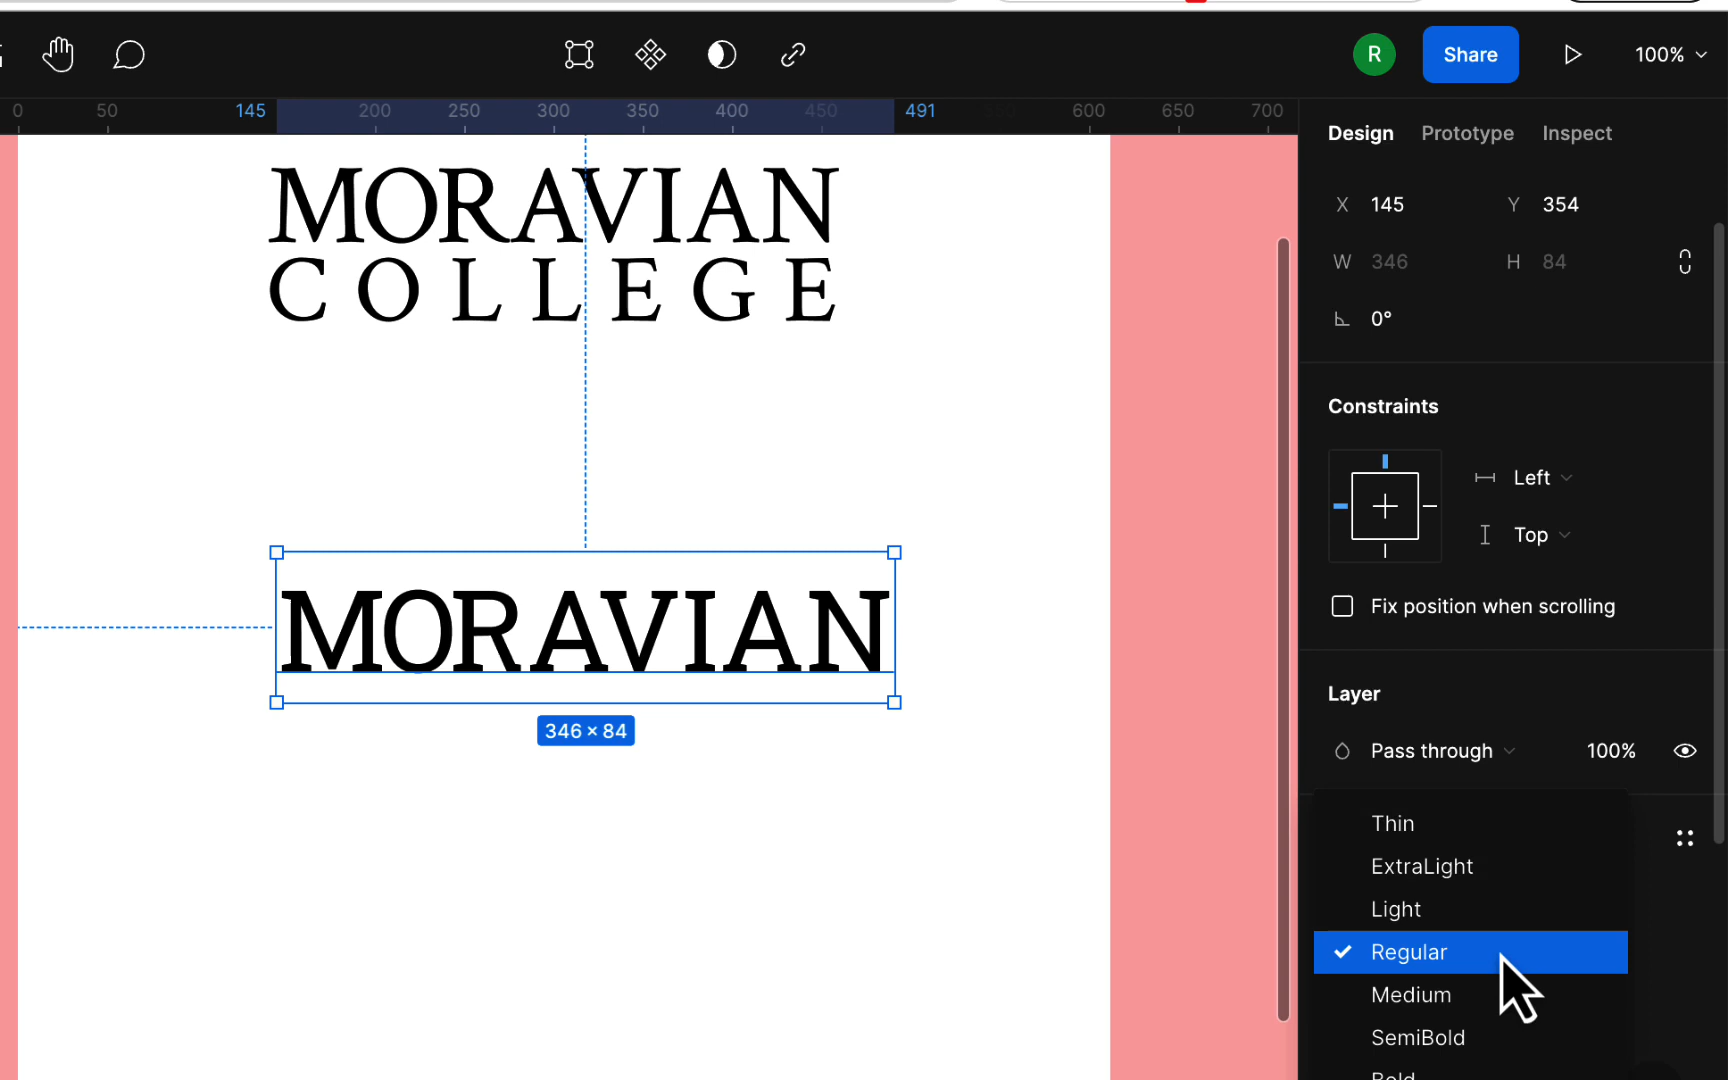 R
Share
100%
0 50 145 200 250 300 350 400 450 491 550 600 650 700
Design Prototype Inspect
X 145 Y 354
W 346 H 84
0°
MORAVIAN
COLLEGE
Constraints
Left
Top
Fix position when scrolling
MORAVIAN
346 × 84
Layer
Pass through 100%
Thin
ExtraLight
Light
Regular
Medium
SemiBold
Bold